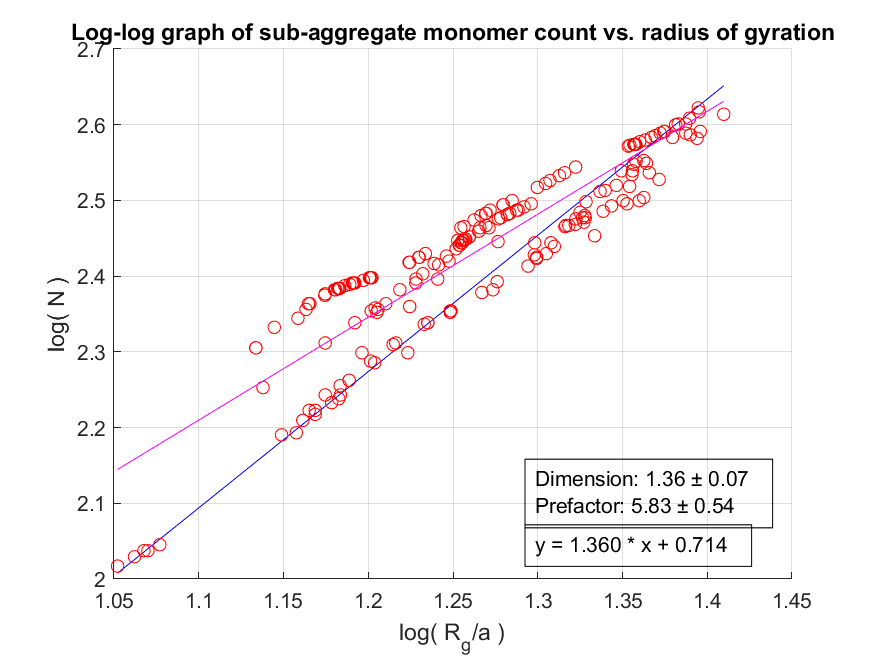 Log-log graph of sub-aggregate monomer count vs. radius of gyration
2.7
2.6
2.5
2.4
2.3
2.2
2.1
2
log( N )
Dimension: 1.36 ± 0.07
Prefactor: 5.83 ± 0.54
y = 1.360 * x + 0.714
1.05 1.1 1.15 1.2 1.25 1.3 1.35 1.4 1.45
log( R_g/a )